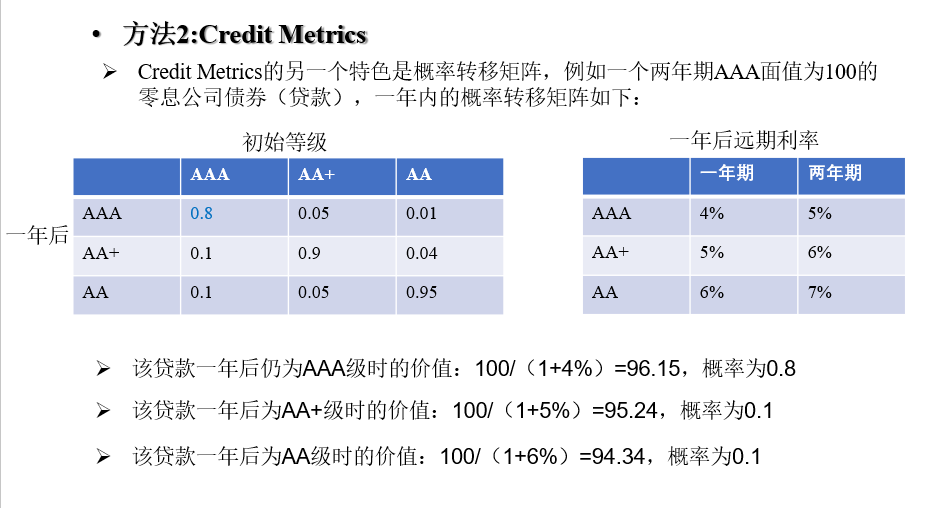 • 方法2:Credit Metrics
➢ Credit Metrics的另一个特色是概率转移矩阵，例如一个两年期AAA面值为100的
零息公司债券（贷款），一年内的概率转移矩阵如下：
初始等级
AAA AA+ AA
AAA 0.8 0.05 0.01
一年后
AA+ 0.1 0.9 0.04
AA 0.1 0.05 0.95
一年后远期利率
一年期 两年期
AAA 4% 5%
AA+ 5% 6%
AA 6% 7%
➢ 该贷款一年后仍为AAA级时的价值：100/（1+4%）=96.15，概率为0.8
➢ 该贷款一年后为AA+级时的价值：100/（1+5%）=95.24，概率为0.1
➢ 该贷款一年后为AA级时的价值：100/（1+6%）=94.34，概率为0.1